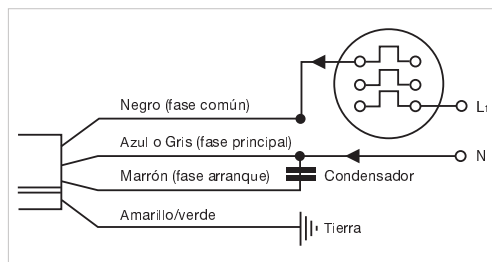 Negro (fase común)
L1
Azul o Gris (fase principal)
N
Marrón (fase arranque)
Condensador
Amarillo/verde
Tierra